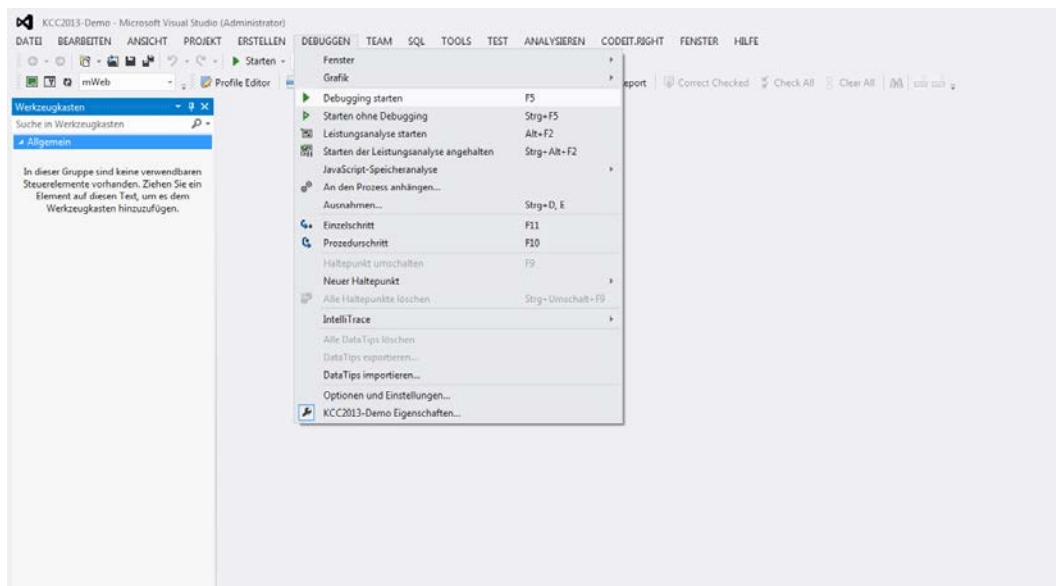 KCC2013-Demo - Microsoft Visual Studio (Administrator)
DATEI BEARBEITEN ANSICHT PROJEKT ERSTELLEN DEBUGGEN TEAM SQL TOOLS TEST ANALYSIEREN CODEIT.RIGHT FENSTER HILFE
Starten
mWeb Profile Editor eport Correct Checked Check All Clear All
Werkzeugkasten
Suche in Werkzeugkasten
Allgemein
In dieser Gruppe sind keine verwendbaren
Steuerelemente vorhanden. Ziehen Sie ein
Element auf diesen Text, um es dem
Werkzeugkasten hinzuzufügen.
Fenster
Grafik
Debugging starten F5
Starten ohne Debugging Strg+F5
Leistungsanalyse starten Alt+F2
Starten der Leistungsanalyse angehalten Strg+Alt+F2
JavaScript-Speicheranalyse
An den Prozess anhängen...
Ausnahmen... Strg+D, E
Einzelschritt F11
Prozedurschritt F10
Haltepunkt umschalten F9
Neuer Haltepunkt
Alle Haltepunkte löschen Strg+Umschalt+F9
IntelliTrace
Alle DataTips löschen
DataTips exportieren...
DataTips importieren...
Optionen und Einstellungen...
KCC2013-Demo Eigenschaften...